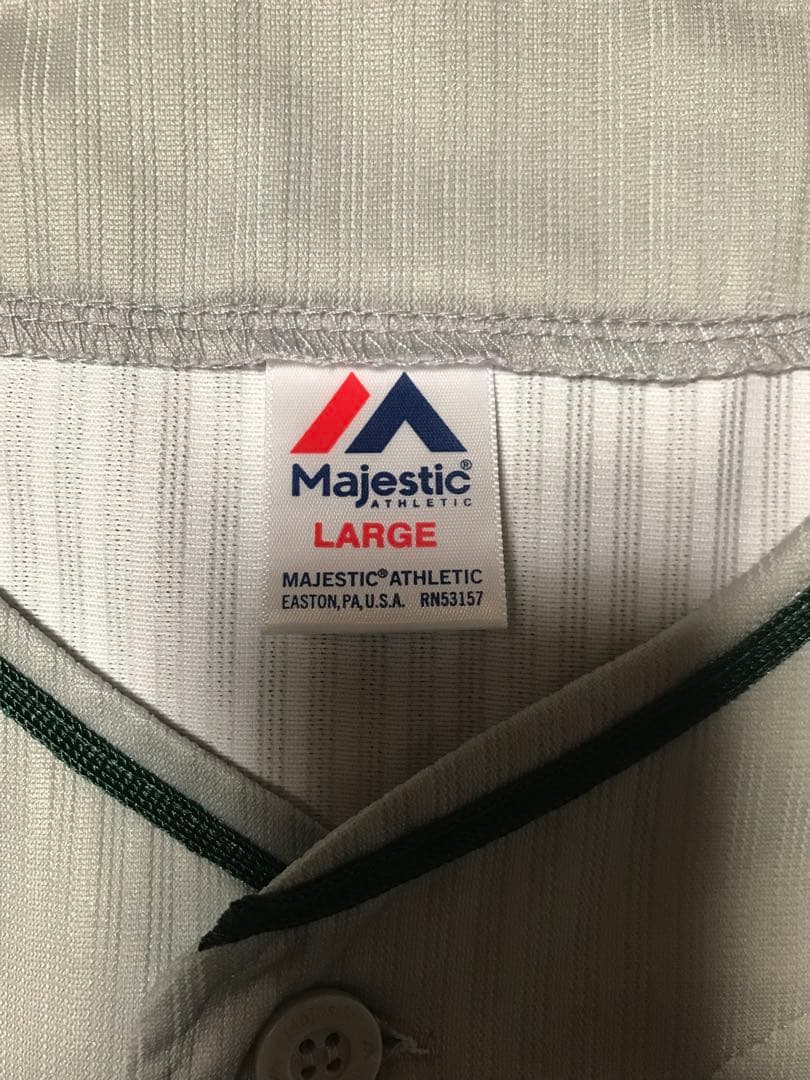 Majestic®
ATHLETIC
LARGE
MAJESTIC® ATHLETIC
EASTON, PA, U.S.A. RN53157